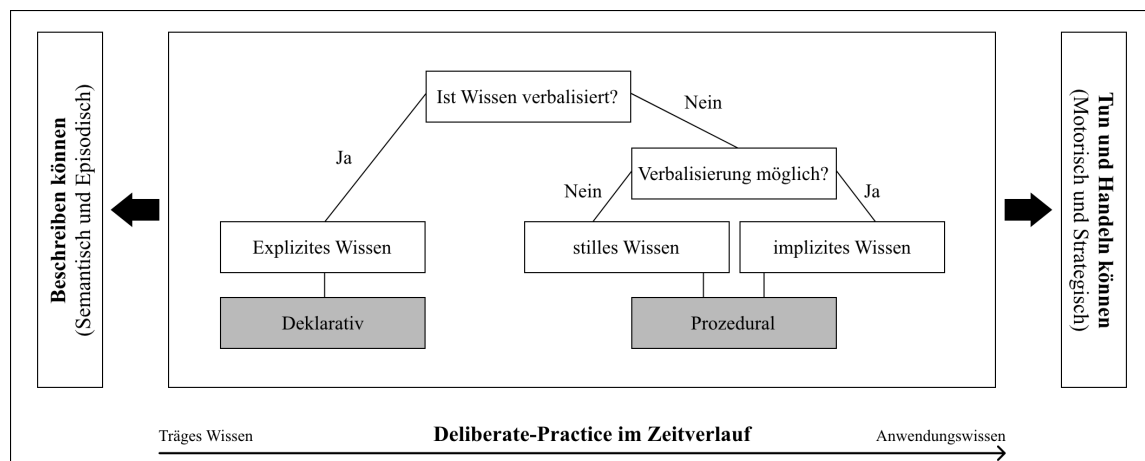 Beschreiben können
(Semantisch und Episodisch)
Ist Wissen verbalisiert?
Ja
Nein
Verbalisierung möglich?
Nein
Ja
Explizites Wissen
stilles Wissen
implizites Wissen
Deklarativ
Prozedural
Tun und Handeln können
(Motorisch und Strategisch)
Träges Wissen
Deliberate-Practice im Zeitverlauf
Anwendungswissen